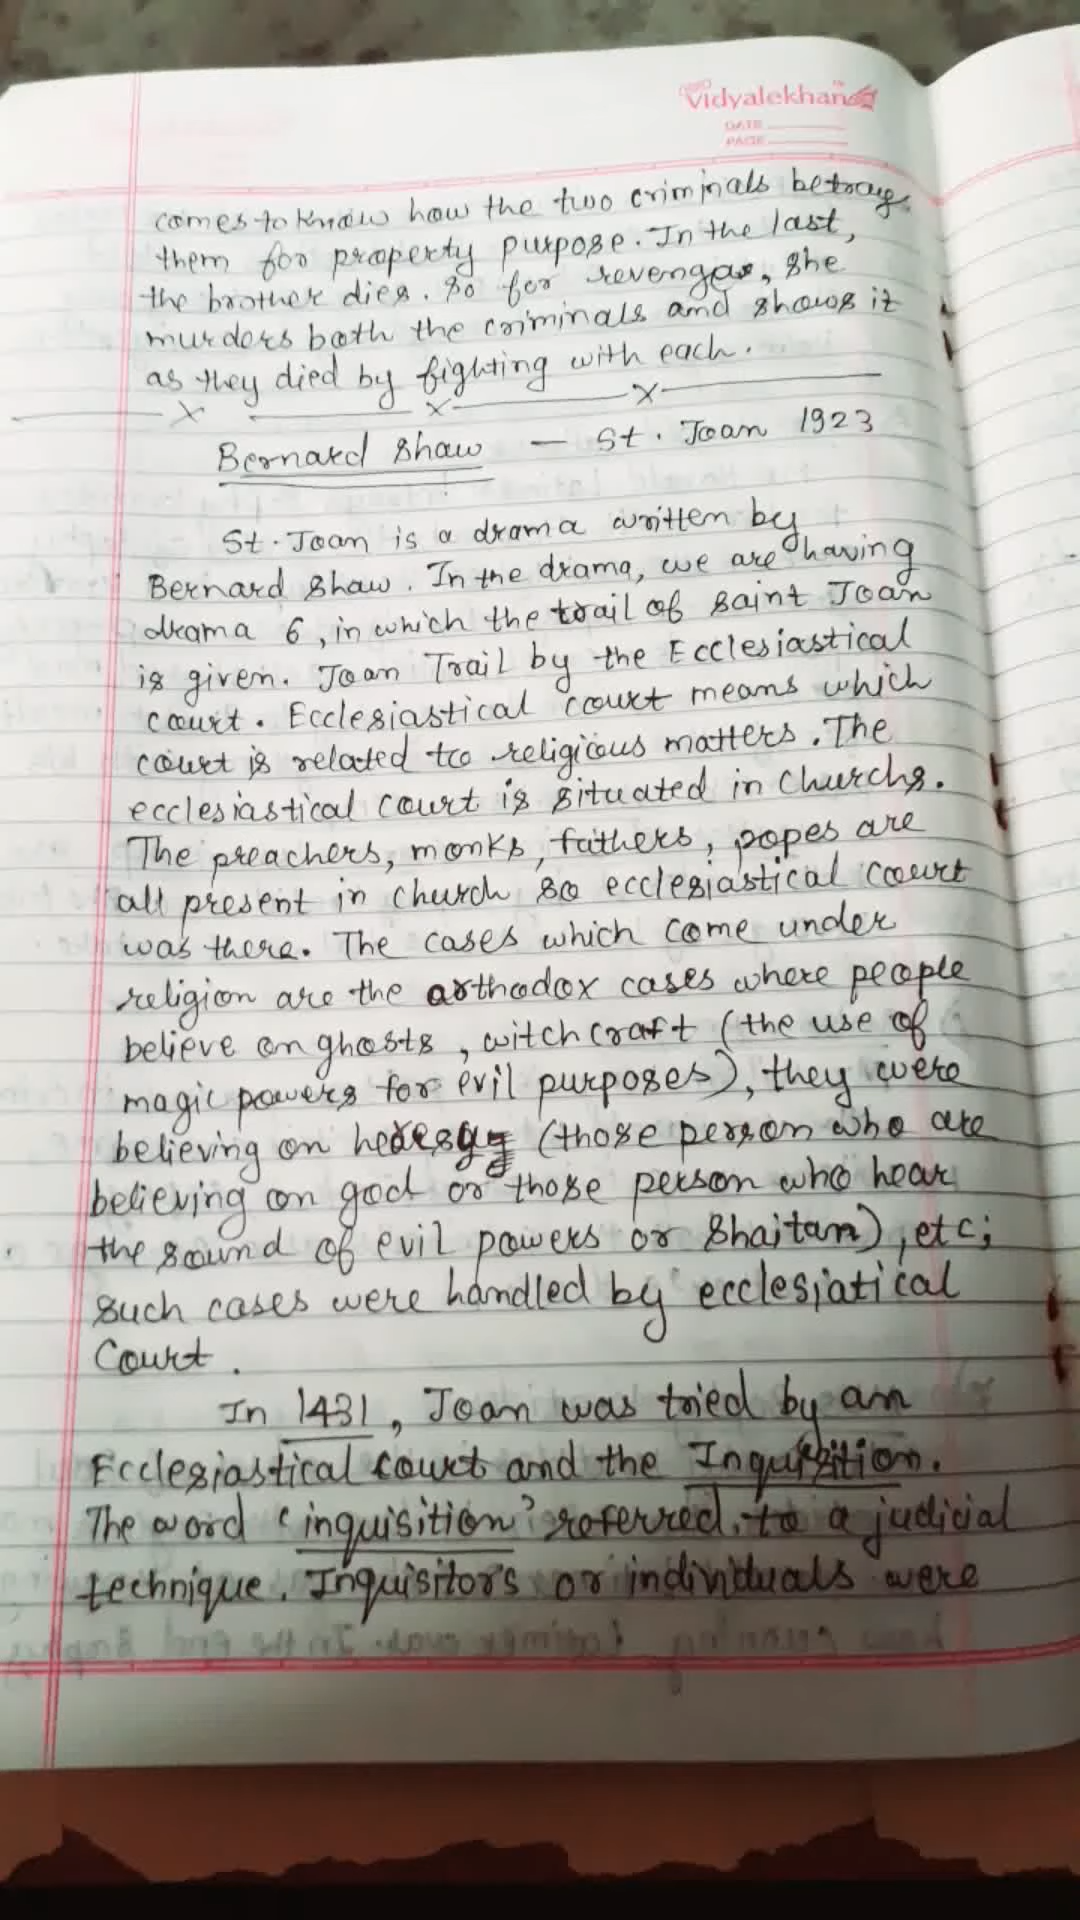 Vidyalekhan
DATE
PAGE
comes to know how the two criminals betray
them for property purpose. In the last,
the brother dies. So for revenge, she
murders both the criminals and shows it
as they died by fighting with each.
x x x
Bernard Shaw — St. Joan 1923
St. Joan is a drama written by
Bernard Shaw. In the drama, we are having
drama 6, in which the trail of saint Joan
is given. Joan Trail by the Ecclesiastical
court. Ecclesiastical court means which
court is related to religious matters. The
ecclesiastical court is situated in Churchs.
The preachers, monks, fathers, popes are
all present in church so ecclesiastical court
was there. The cases which come under
religion are the orthodox cases where people
believe on ghosts, witchcraft (the use of
magic powers for evil purposes), they were
believing on heresy (those person who are
believing on god or those person who hear
the sound of evil powers or Shaitan), etc;
such cases were handled by ecclesiatical
Court.
In 1431, Joan was tried by an
Ecclesiastical court and the Inquisition.
The word 'inquisition' referred to a judicial
technique. Inquisitors or individuals were